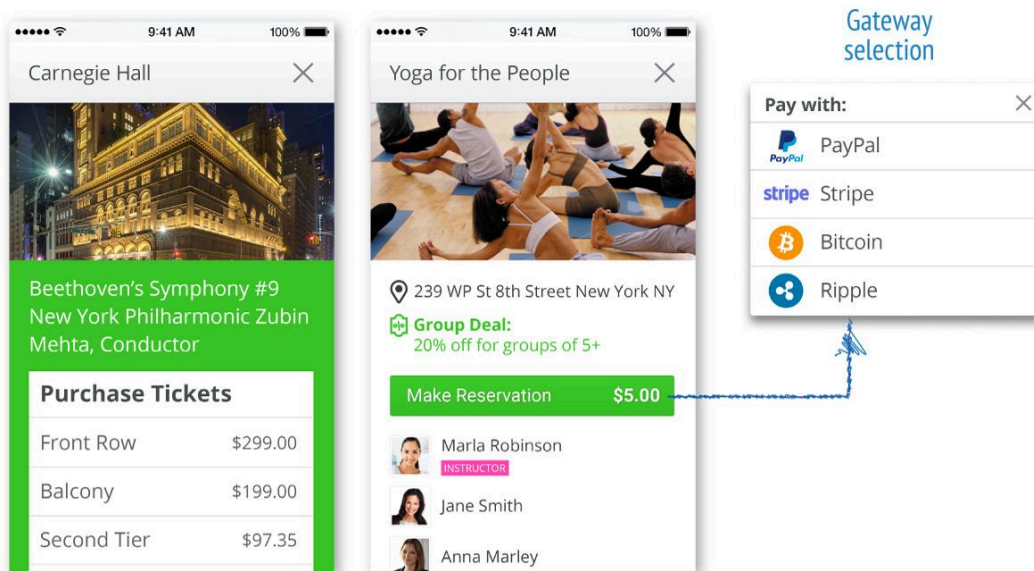 9:41 AM
100%
Carnegie Hall
Beethoven's Symphony #9
New York Philharmonic Zubin
Mehta, Conductor
Purchase Tickets
Front Row $299.00
Balcony $199.00
Second Tier $97.35
9:41 AM
100%
Yoga for the People
239 WP St 8th Street New York NY
Group Deal:
20% off for groups of 5+
Make Reservation $5.00
Marla Robinson
INSTRUCTOR
Jane Smith
Anna Marley
Gateway
selection
Pay with:
PayPal PayPal
stripe Stripe
Bitcoin
Ripple